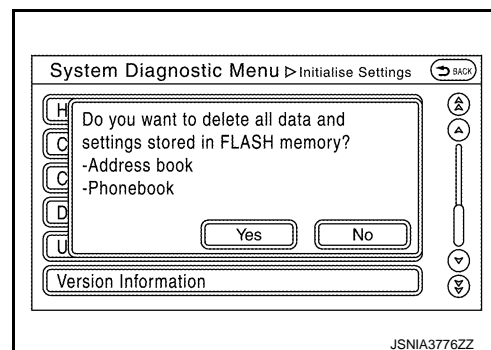 System Diagnostic Menu ▷ Initialise Settings
BACK
H
Do you want to delete all data and
C
settings stored in FLASH memory?
C
-Address book
-Phonebook
D
Yes No
U
Version Information
JSNIA3776ZZ